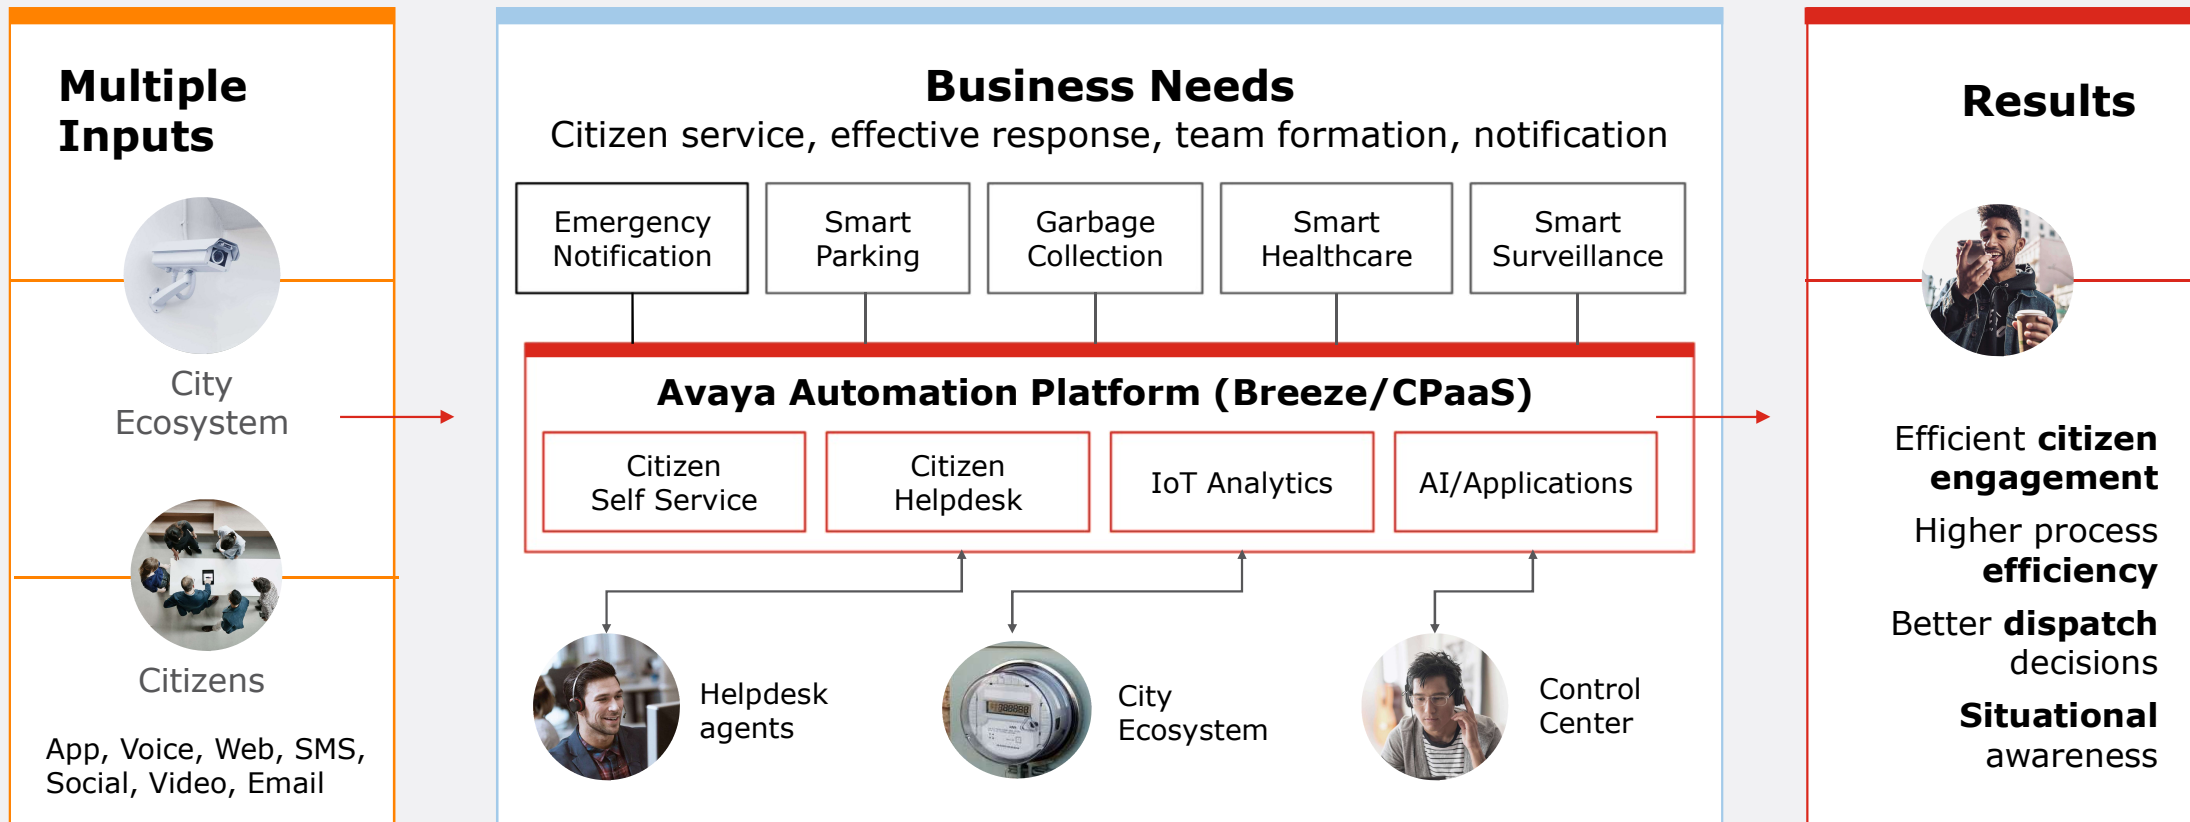 Multiple
Inputs
City
Ecosystem
Citizens
App, Voice, Web, SMS,
Social, Video, Email
Business Needs
Citizen service, effective response, team formation, notification
Emergency
Notification
Smart
Parking
Garbage
Collection
Smart
Healthcare
Smart
Surveillance
Avaya Automation Platform (Breeze/CPaaS)
Citizen
Self Service
Citizen
Helpdesk
IoT Analytics
AI/Applications
Helpdesk
agents
City
Ecosystem
Control
Center
Results
Efficient citizen
engagement
Higher process
efficiency
Better dispatch
decisions
Situational
awareness